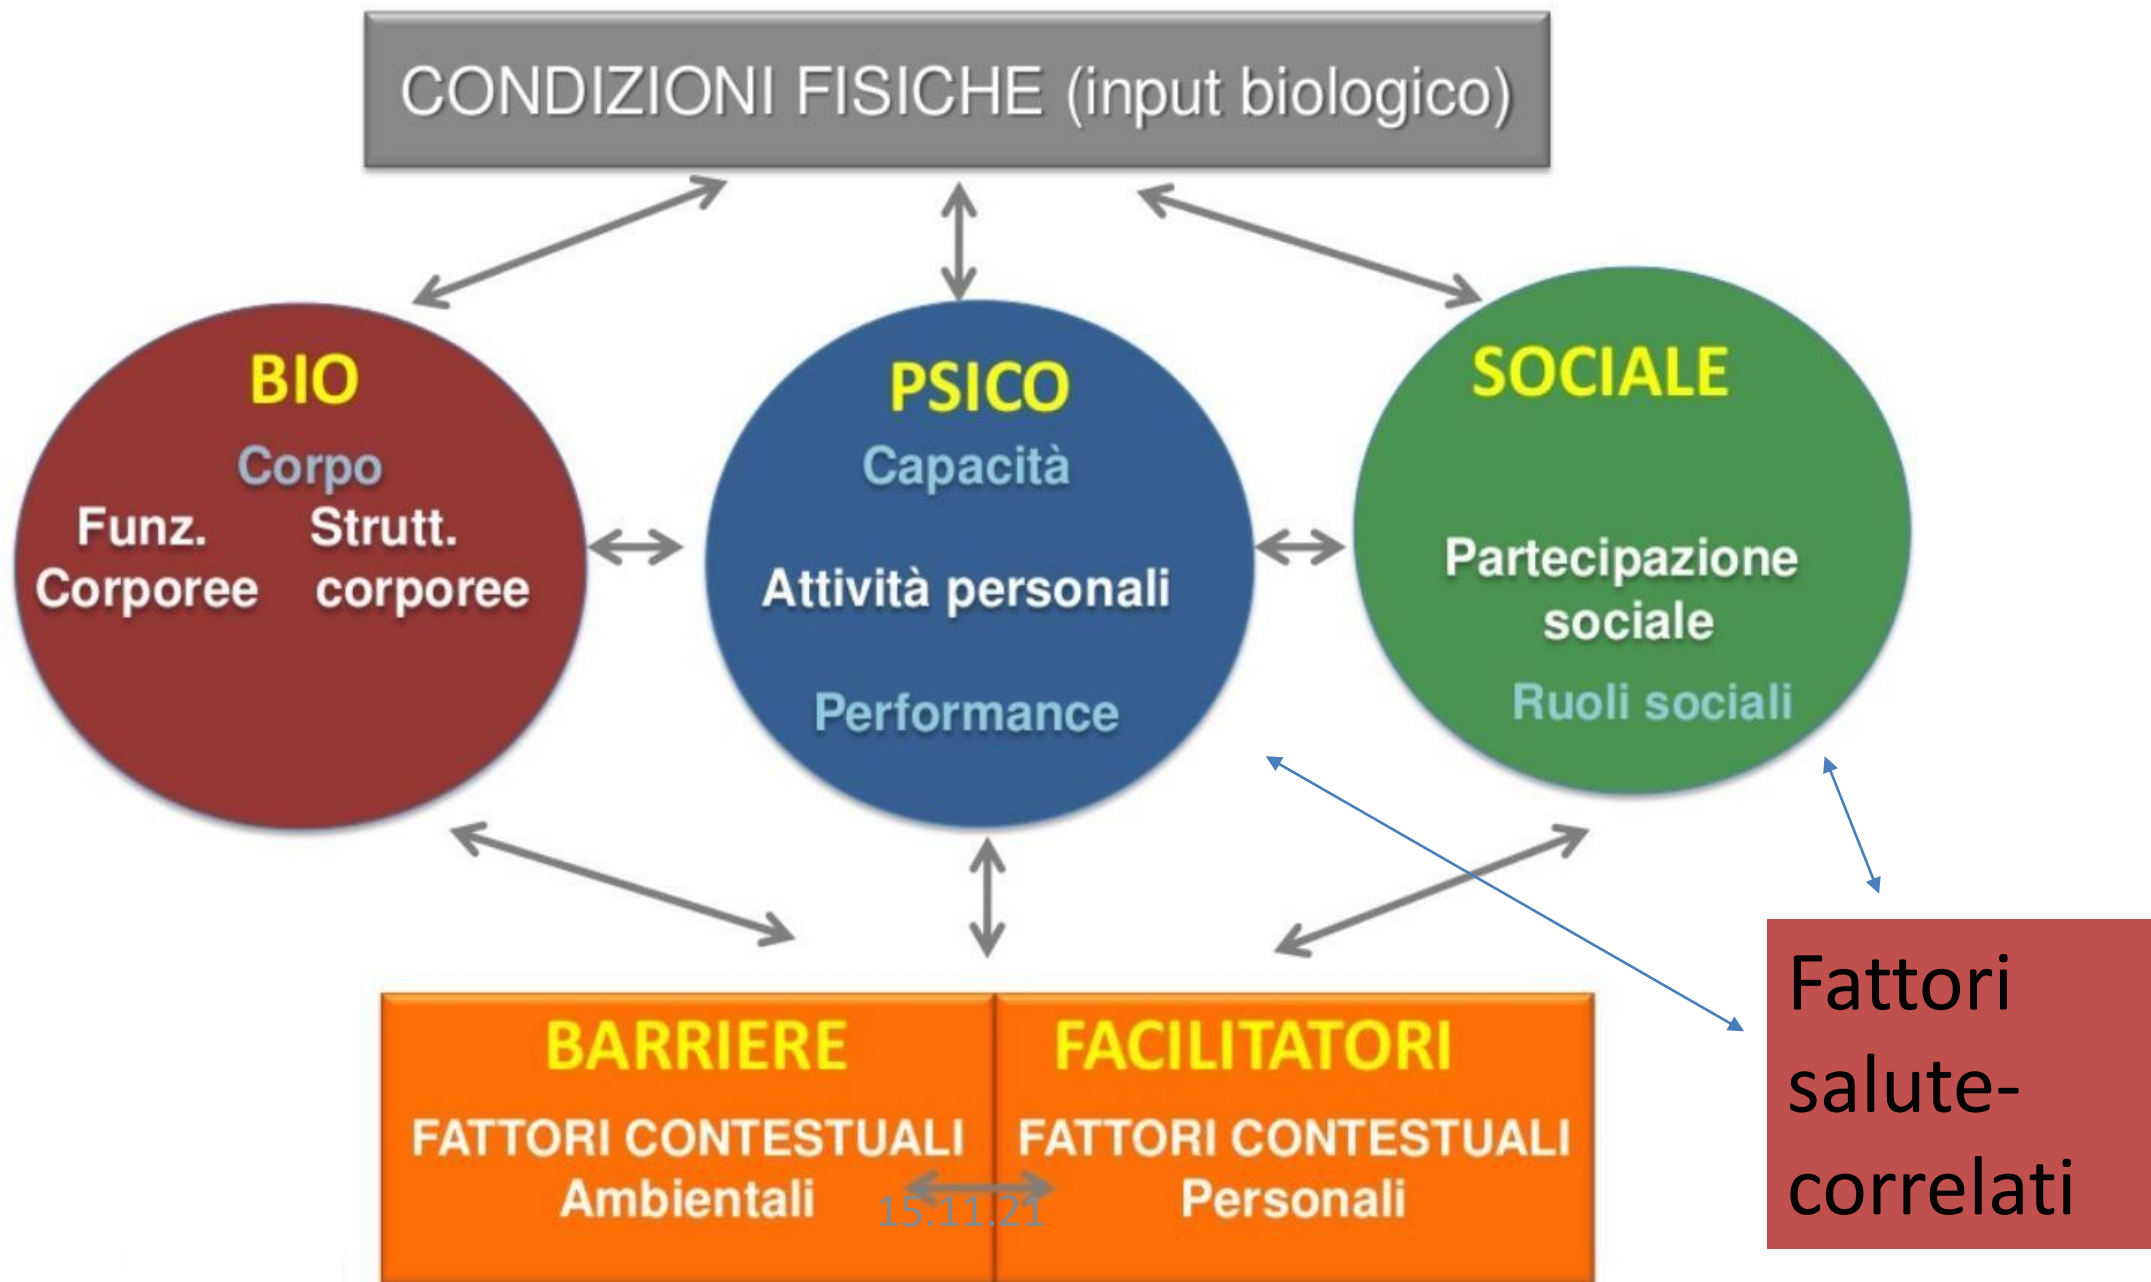 CONDIZIONI FISICHE (input biologico)
BIO
Corpo
Funz. Strutt.
Corporee corporee
PSICO
Capacità
Attività personali
Performance
SOCIALE
Partecipazione
sociale
Ruoli sociali
BARRIERE
FATTORI CONTESTUALI
Ambientali
FACILITATORI
FATTORI CONTESTUALI
Personali
15.11.21
Fattori
salute-
correlati